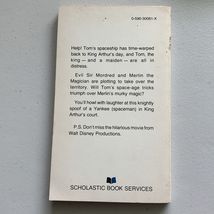 0-590-30081-X
Help! Tom's spaceship has time-warped
back to King Arthur's day, and Tom, the
king — and a maiden — are all in
distress.
Evil Sir Mordred and Merlin the
Magician are plotting to take over the
territory. Will Tom's space-age tricks
triumph over Merlin's murky magic?
You'll howl with laughter at this knightly
spoof of a Yankee (spaceman) in King
Arthur's court.
P.S. Don't miss the hilarious movie from
Walt Disney Productions.
SCHOLASTIC BOOK SERVICES